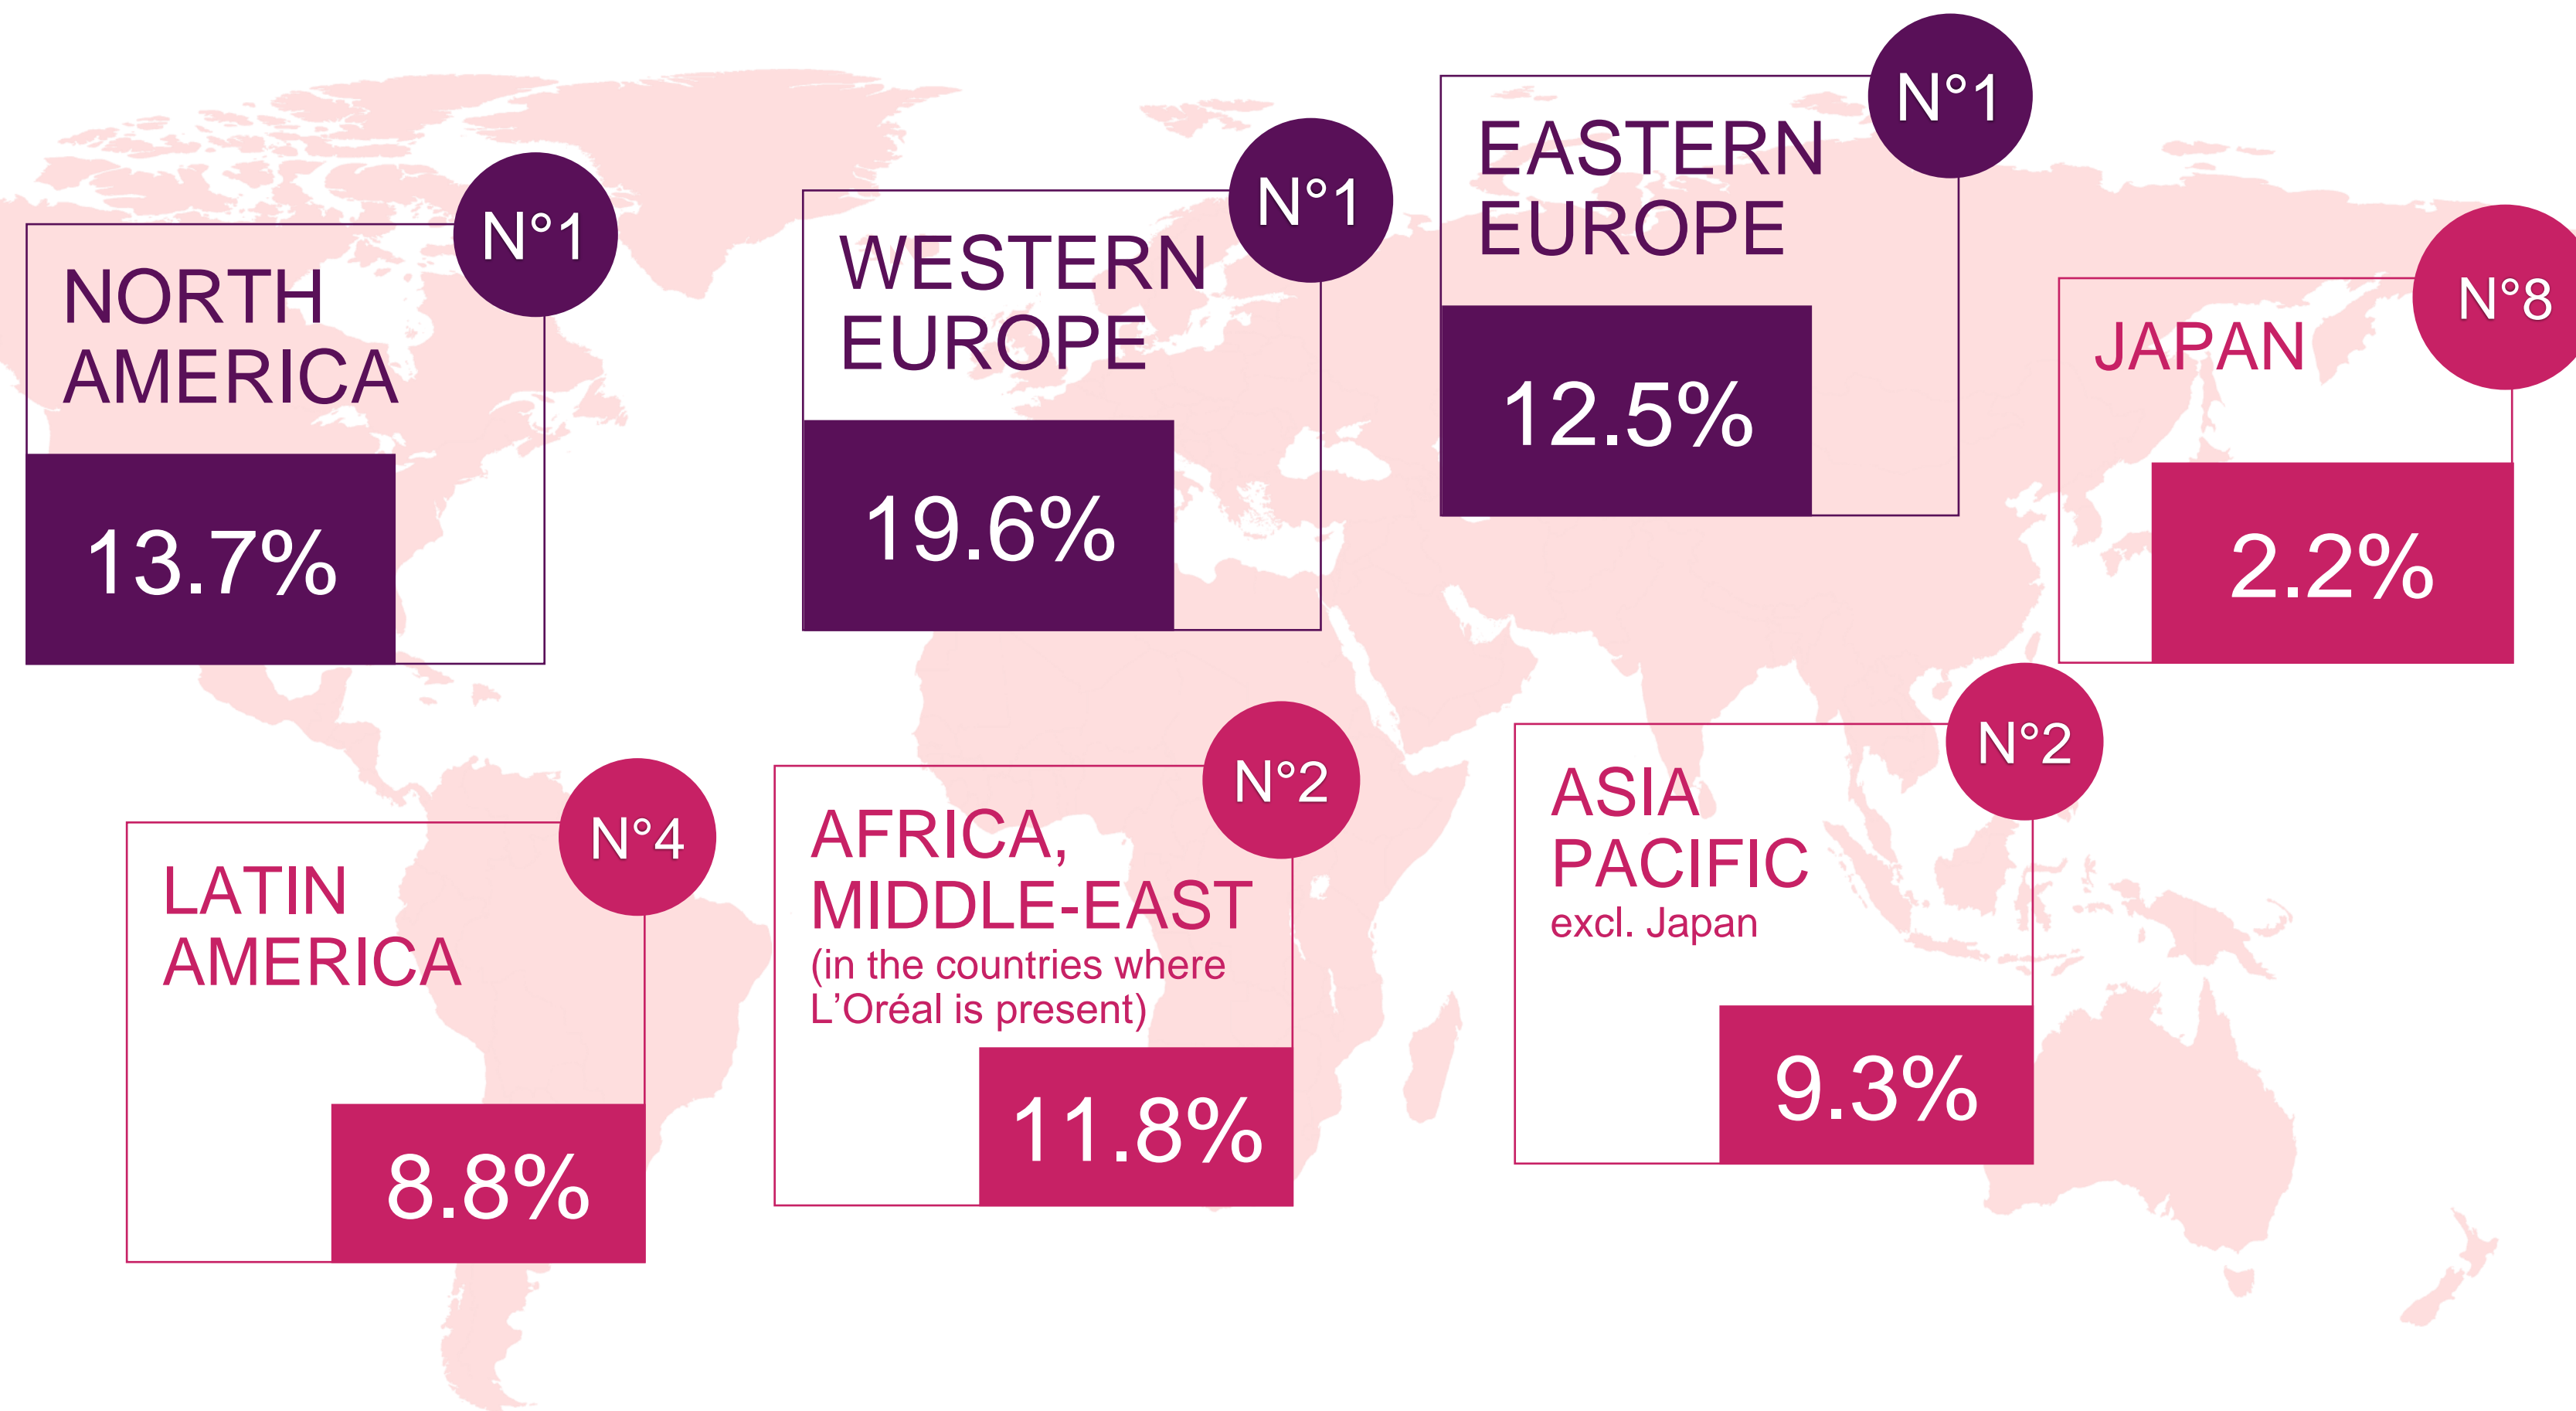 N°1
NORTH
AMERICA
13.7%
N°1
WESTERN
EUROPE
19.6%
N°1
EASTERN
EUROPE
12.5%
N°8
JAPAN
2.2%
N°4
LATIN
AMERICA
8.8%
N°2
AFRICA,
MIDDLE-EAST
(in the countries where
L’Oréal is present)
11.8%
N°2
ASIA
PACIFIC
excl. Japan
9.3%